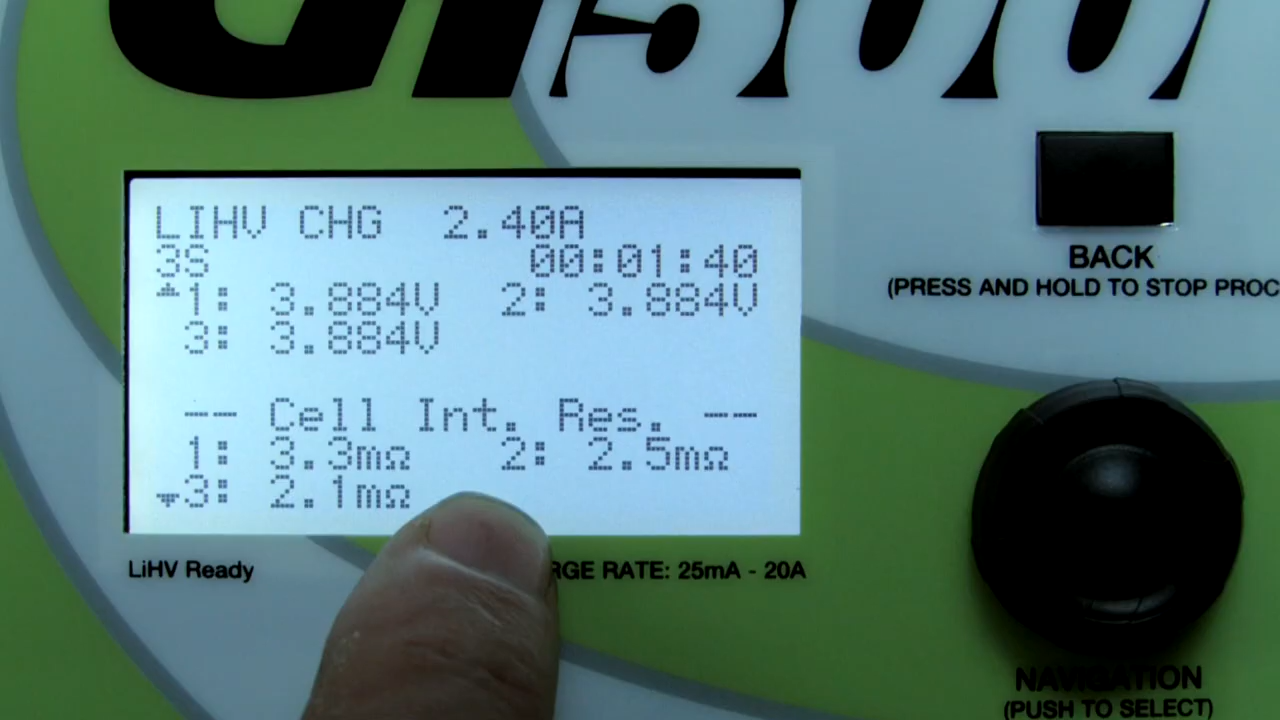 GT500
LIHV CHG 2.40A
3S 00:01:40
1: 3.884V 2: 3.884V
3: 3.884V
-- Cell Int. Res. --
1: 3.3mΩ 2: 2.5mΩ
3: 2.1mΩ
BACK
(PRESS AND HOLD TO STOP
LiHV Ready
RATE: 25mA - 20A
NAVIGATION
(PUSH TO SELECT)